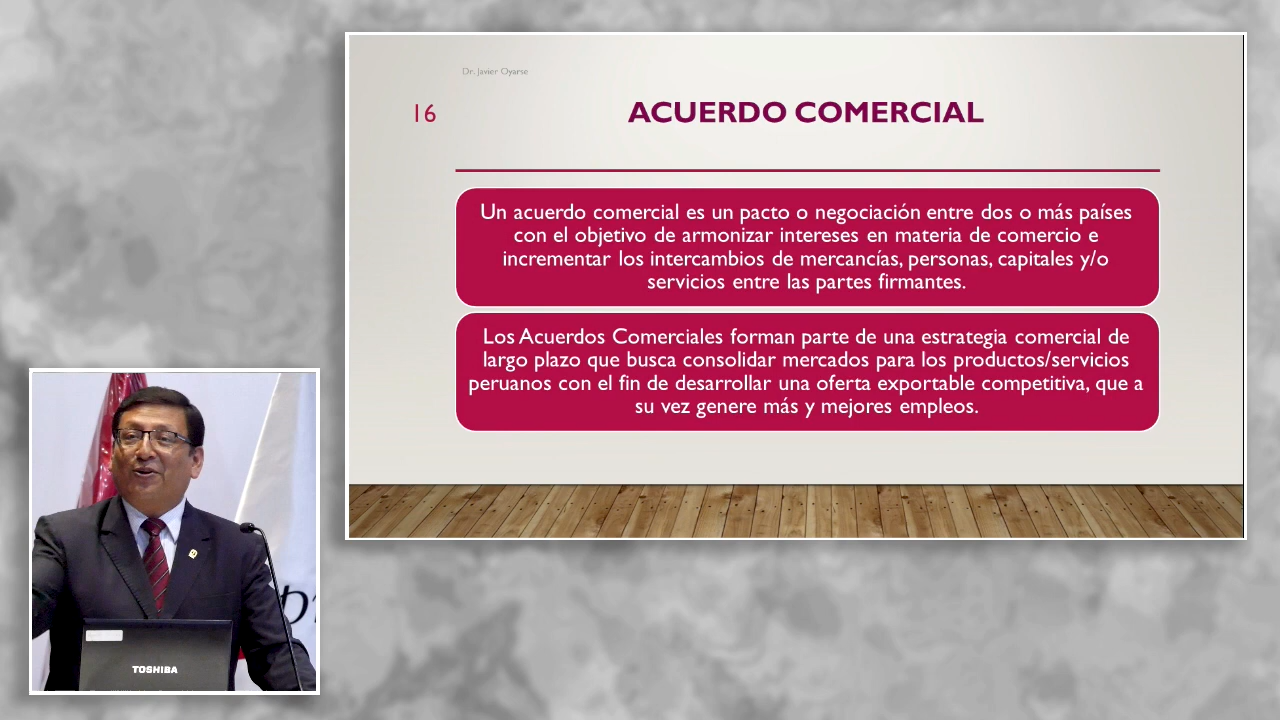 Dr. Javier Oyarse
16
ACUERDO COMERCIAL
Un acuerdo comercial es un pacto o negociación entre dos o más países
con el objetivo de armonizar intereses en materia de comercio e
incrementar los intercambios de mercancías, personas, capitales y/o
servicios entre las partes firmantes.
Los Acuerdos Comerciales forman parte de una estrategia comercial de
largo plazo que busca consolidar mercados para los productos/servicios
peruanos con el fin de desarrollar una oferta exportable competitiva, que a
su vez genere más y mejores empleos.
TOSHIBA